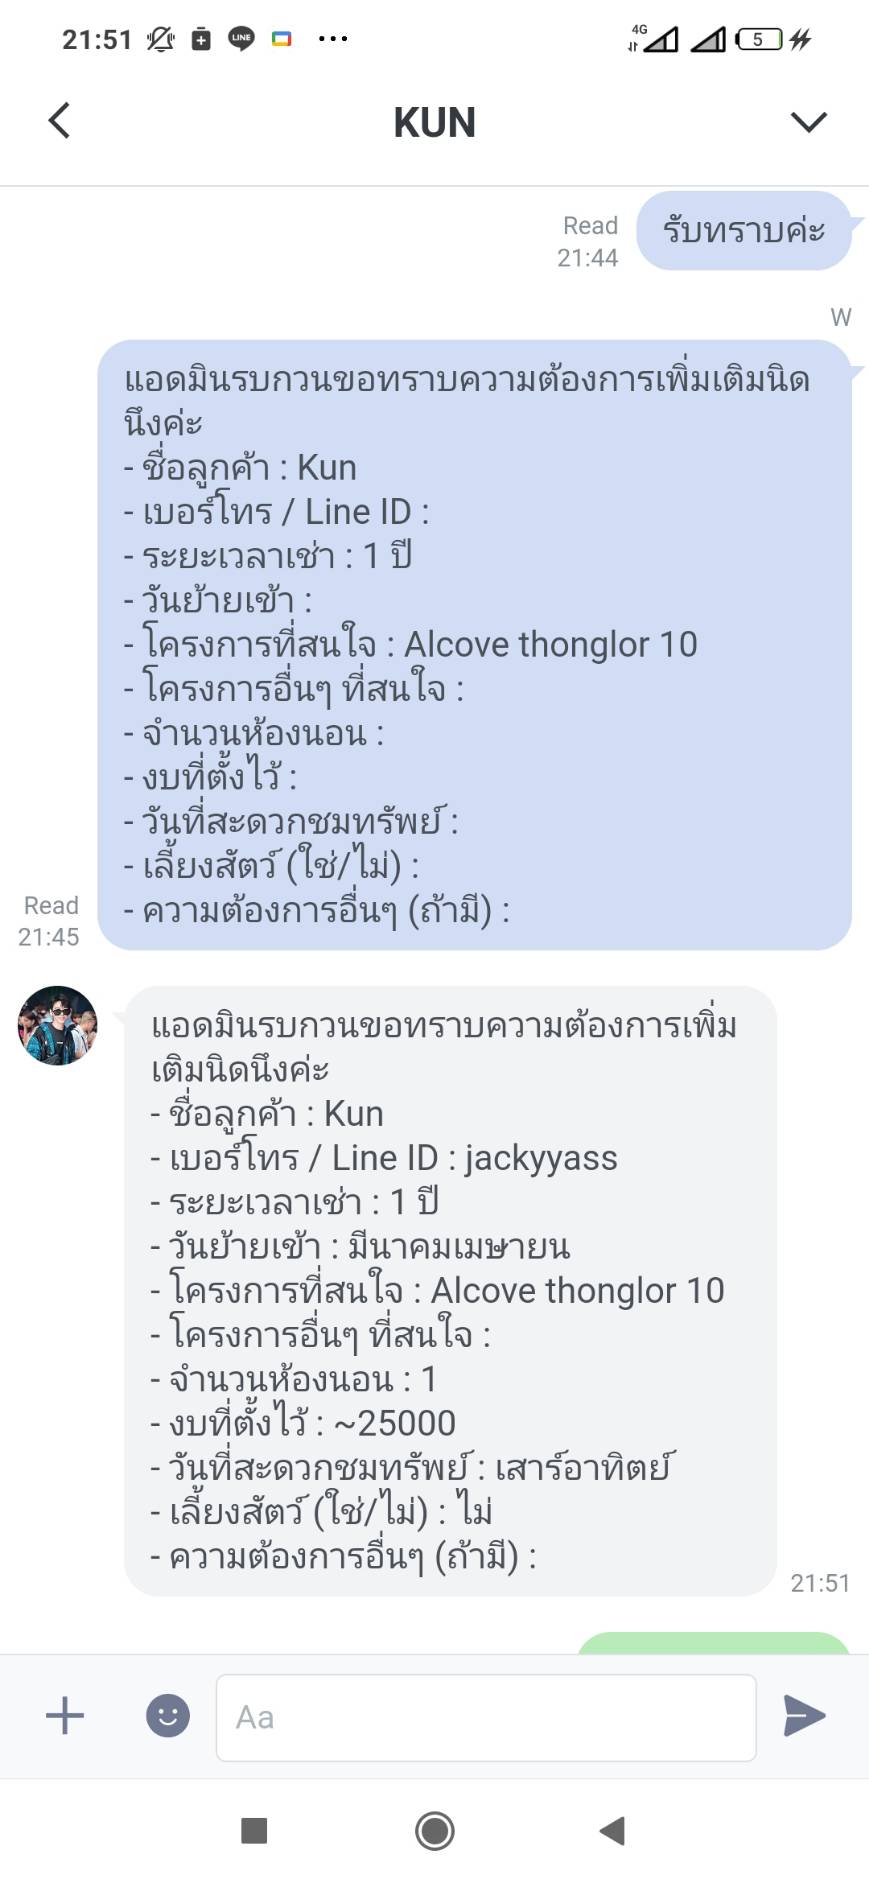 21:51 LINE 4G 5
KUN
รับทราบค่ะ
Read
21:44
W
แอดมินรบกวนขอทราบความต้องการเพิ่มเติมนิด
นึงค่ะ
- ชื่อลูกค้า : Kun
- เบอร์โทร / Line ID :
- ระยะเวลาเช่า : 1 ปี
- วันย้ายเข้า :
- โครงการที่สนใจ : Alcove thonglor 10
- โครงการอื่นๆ ที่สนใจ :
- จำนวนห้องนอน :
- งบที่ตั้งไว้ :
- วันที่สะดวกชมทรัพย์ :
- เลี้ยงสัตว์ (ใช่/ไม่) :
- ความต้องการอื่นๆ (ถ้ามี) :
Read
21:45
แอดมินรบกวนขอทราบความต้องการเพิ่ม
เติมนิดนึงค่ะ
- ชื่อลูกค้า : Kun
- เบอร์โทร / Line ID : jackyyass
- ระยะเวลาเช่า : 1 ปี
- วันย้ายเข้า : มีนาคมเมษายน
- โครงการที่สนใจ : Alcove thonglor 10
- โครงการอื่นๆ ที่สนใจ :
- จำนวนห้องนอน : 1
- งบที่ตั้งไว้ : ~25000
- วันที่สะดวกชมทรัพย์ : เสาร์อาทิตย์
- เลี้ยงสัตว์ (ใช่/ไม่) : ไม่
- ความต้องการอื่นๆ (ถ้ามี) :
21:51
Aa